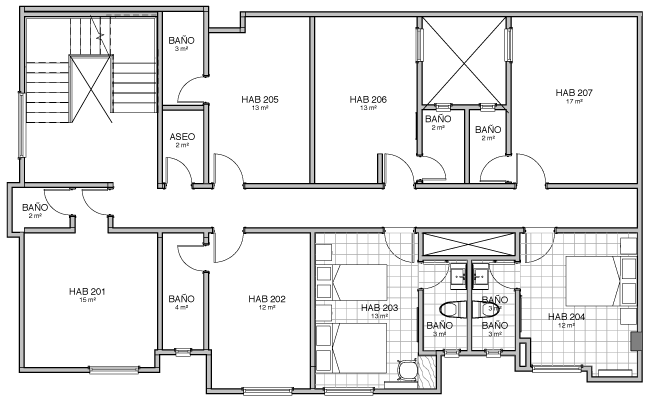 BAÑO
3 m²
HAB 205
13 m²
HAB 206
13 m²
HAB 207
17 m²
ASEO
2 m²
BAÑO
2 m²
BAÑO
2 m²
BAÑO
2 m²
HAB 201
15 m²
BAÑO
4 m²
HAB 202
12 m²
HAB 203
13 m²
BAÑO
3 m²
BAÑO
3 m²
BAÑO
3 m²
HAB 204
12 m²